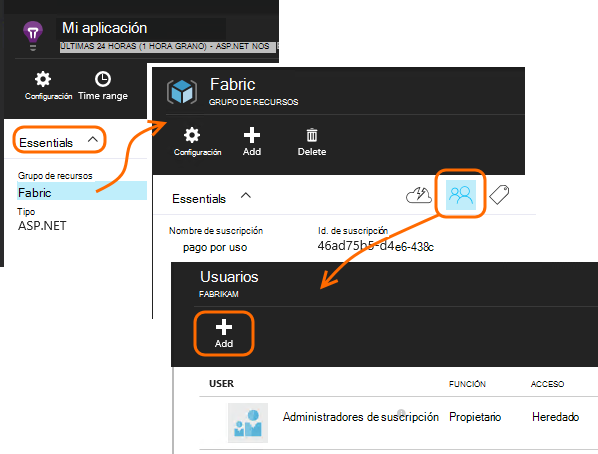 Mi aplicación
ÚLTIMAS 24 HORAS (1 HORA GRANO) - ASP.NET NOS
Configuración Time range
Essentials
Grupo de recursos
Fabric
Tipo
ASP.NET
Fabric
GRUPO DE RECURSOS
Configuración Add Delete
Essentials
Nombre de suscripción Id. de suscripción
pago por uso 46ad75b5-d4e6-438c
Usuarios
FABRIKAM
Add
USER FUNCIÓN ACCESO
Administradores de suscripción Propietario Heredado